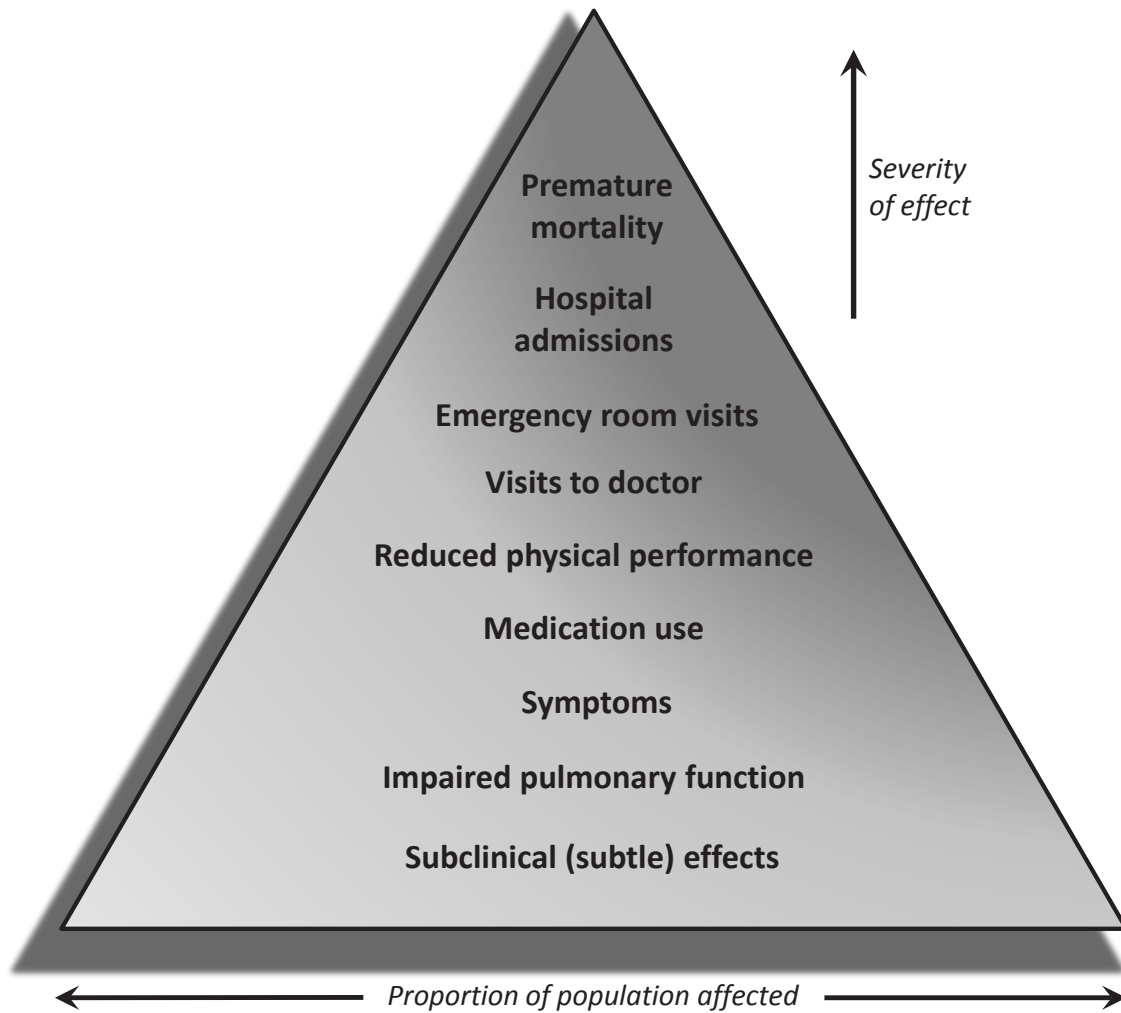 Premature
mortality
Severity
of effect
Hospital
admissions
Emergency room visits
Visits to doctor
Reduced physical performance
Medication use
Symptoms
Impaired pulmonary function
Subclinical (subtle) effects
Proportion of population affected